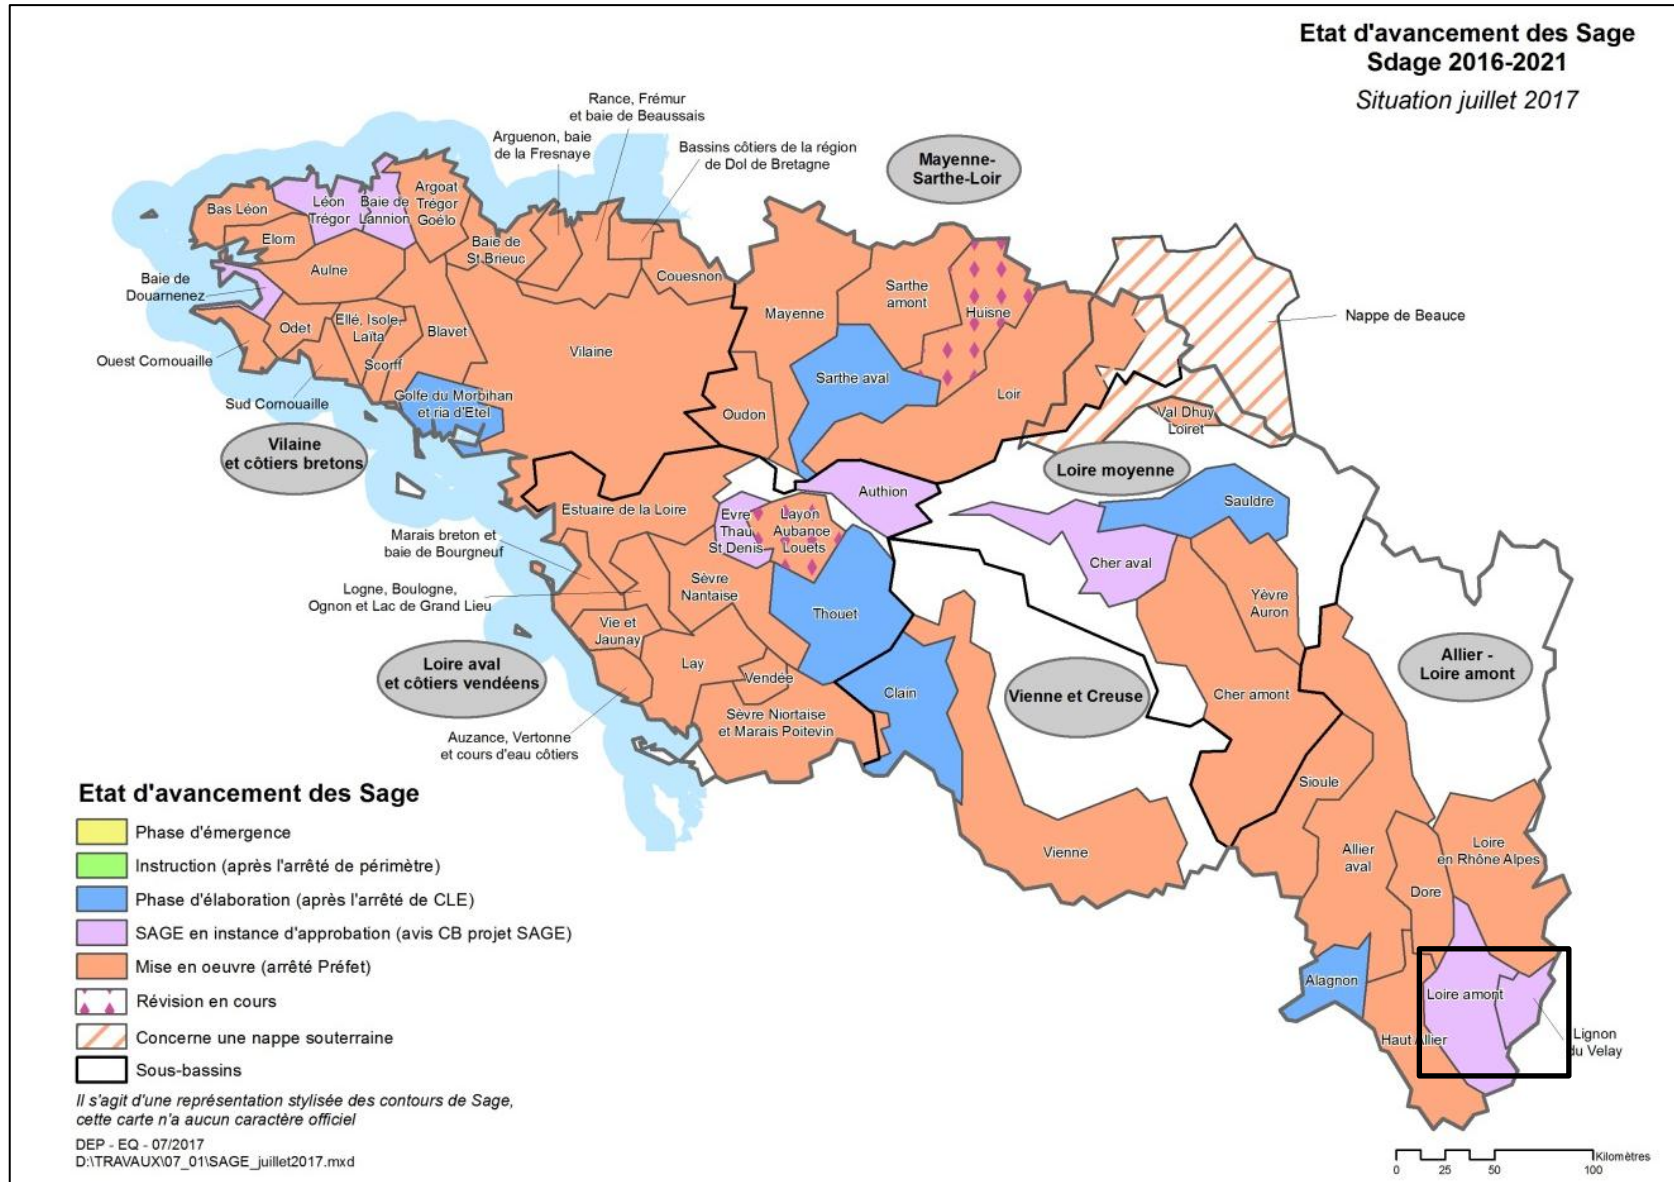 Etat d'avancement des Sage
Sdage 2016-2021
Situation juillet 2017
Rance, Frémur
et baie de Beaussais
Arguenon, baie
de la Fresnaye
Bassins côtiers de la région
de Dol de Bretagne
Mayenne-
Sarthe-Loir
Bas Léon
Léon
Trégor
Baie de
Lannion
Argoat
Trégor
Goëlo
Elorn
Baie de
St Brieuc
Aulne
Couesnon
Baie de
Douarnenez
Sarthe
amont
Huisne
Mayenne
Nappe de Beauce
Odet
Ellé, Isole,
Laïta
Blavet
Vilaine
Ouest Cornouaille
Scorff
Sarthe aval
Loir
Sud Cornouaille
Golfe du Morbihan
et ria d'Etel
Oudon
Val Dhuy
Loiret
Vilaine
et côtiers bretons
Loire moyenne
Authion
Sauldre
Estuaire de la Loire
Evre
Thau
St Denis
Layon
Aubance
Louets
Marais breton et
baie de Bourgneuf
Cher aval
Logne, Boulogne,
Ognon et Lac de Grand Lieu
Sèvre
Nantaise
Yèvre
Auron
Thouet
Vie et
Jaunay
Loire aval
et côtiers vendéens
Lay
Vendée
Clain
Vienne et Creuse
Cher amont
Allier -
Loire amont
Sèvre Niortaise
et Marais Poitevin
Auzance, Vertonne
et cours d'eau côtiers
Sioule
Vienne
Allier
aval
Loire
en Rhône Alpes
Dore
Alagnon
Loire amont
Haut Allier
Lignon
du Velay
Etat d'avancement des Sage
Phase d'émergence
Instruction (après l'arrêté de périmètre)
Phase d'élaboration (après l'arrêté de CLE)
SAGE en instance d'approbation (avis CB projet SAGE)
Mise en oeuvre (arrêté Préfet)
Révision en cours
Concerne une nappe souterraine
Sous-bassins
Il s'agit d'une représentation stylisée des contours de Sage,
cette carte n'a aucun caractère officiel
DEP - EQ - 07/2017
D:\TRAVAUX\07_01\SAGE_juillet2017.mxd
Kilomètres
0 25 50 100